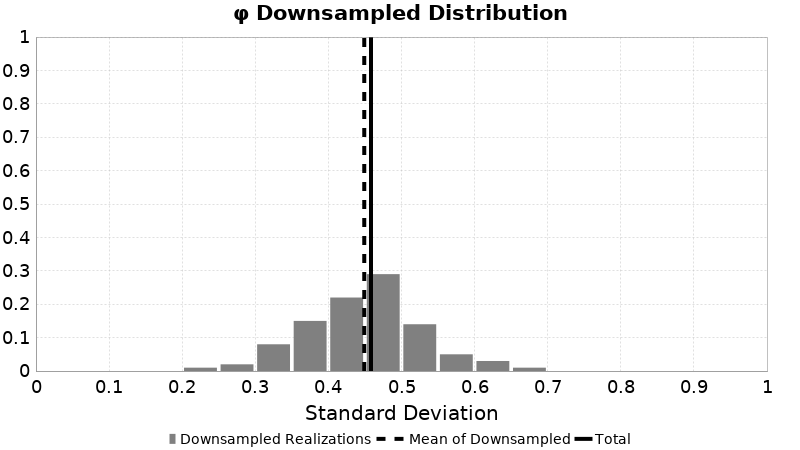 φ Downsampled Distribution
1
0.9
0.8
0.7
0.6
0.5
0.4
0.3
0.2
0.1
0
0 0.1 0.2 0.3 0.4 0.5 0.6 0.7 0.8 0.9 1
Standard Deviation
Downsampled Realizations Mean of Downsampled Total